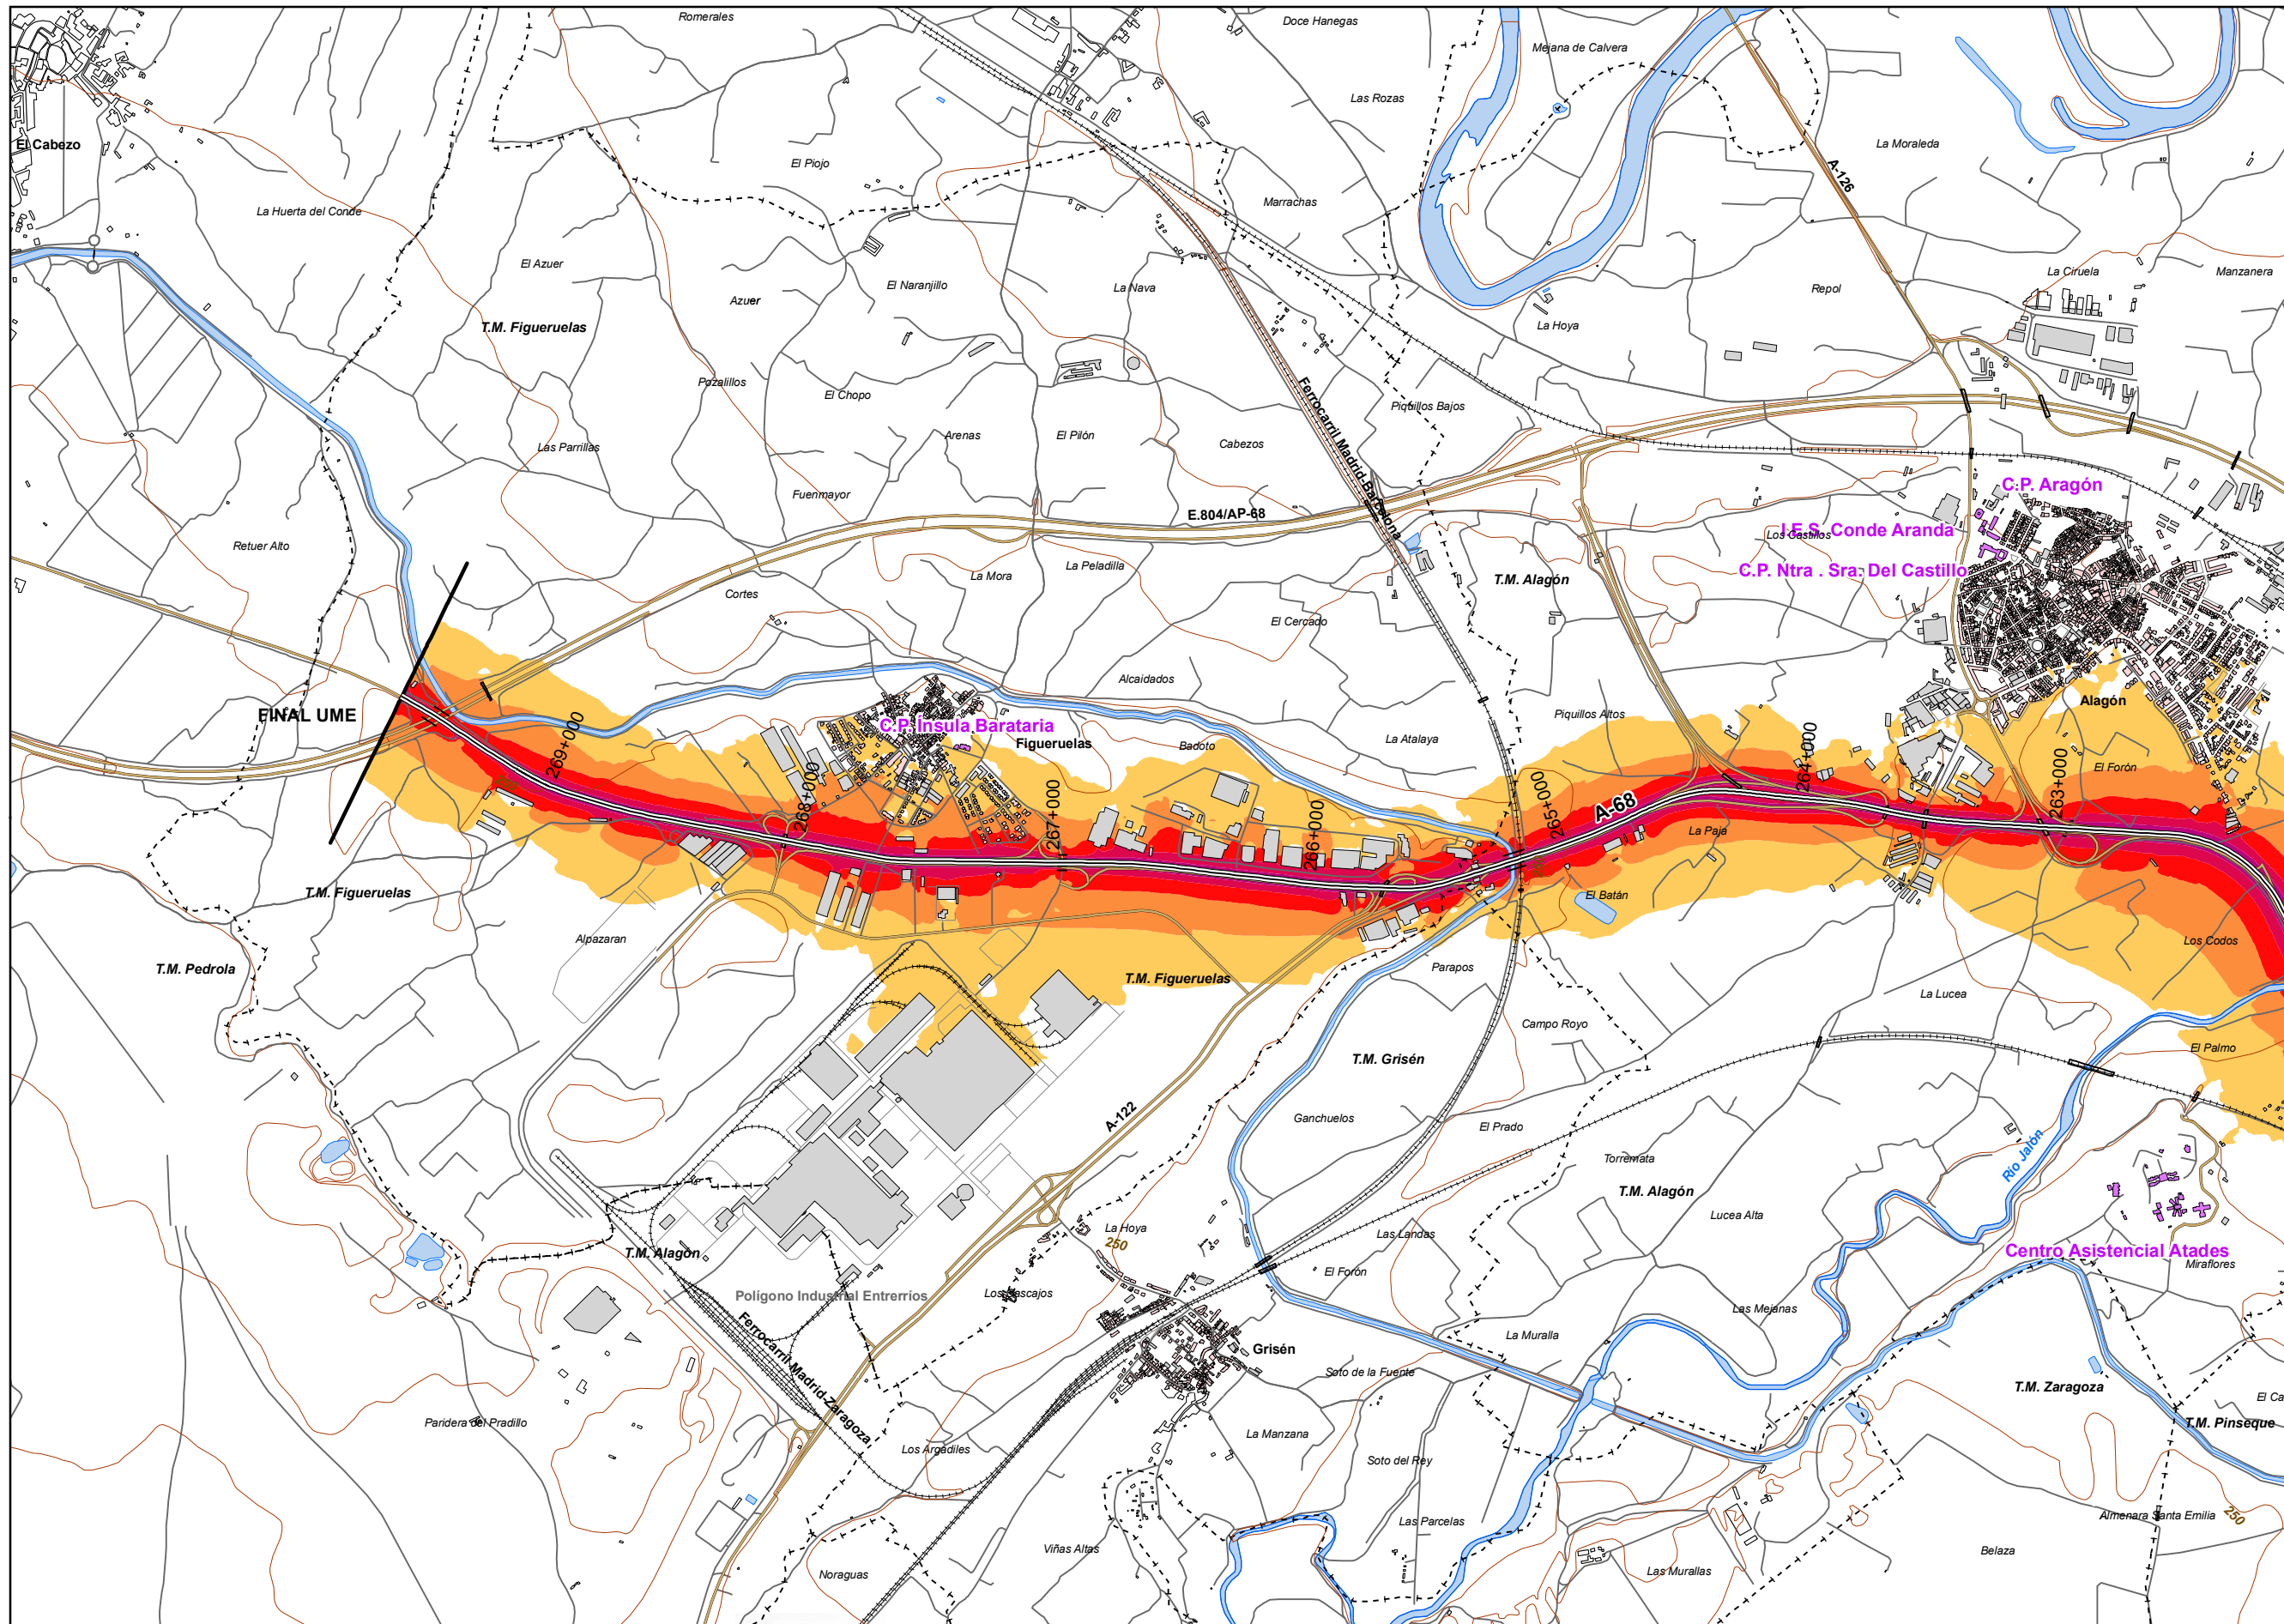 Romerales
Doce Hanegas
Mejana de Calvera
Las Rozas
El Cabezo
La Moraleda
El Piojo
A-126
Marrachas
La Huerta del Conde
El Azuer
La Ciruela
Manzanera
El Naranjillo
La Nava
Repol
Azuer
La Hoya
T.M. Figueruelas
Pozalillos
El Chopo
Ferrocarril Madrid-Barcelona
Piquillos Bajos
Arenas
El Pilón
Cabezos
Las Parrillas
C.P. Aragón
Fuenmayor
E.804/AP-68
I.E.S. Conde Aranda
Los Castillos
Retuer Alto
La Mora
La Peladilla
T.M. Alagón
C.P. Ntra . Sra. Del Castillo
Cortes
El Cercado
Alcaidados
Alagón
FINAL UME
Piquillos Altos
C.P. Ínsula Barataria
Figueruelas
Badoto
La Atalaya
269+000
268+000
267+000
266+000
265+000
264+000
263+000
El Forón
A-68
La Paja
T.M. Figueruelas
El Batán
Alpazaran
Los Codos
T.M. Pedrola
T.M. Figueruelas
Parapos
La Lucea
Campo Royo
T.M. Grisén
El Palmo
A-122
Ganchuelos
El Prado
Río Jalón
Torremata
T.M. Alagón
Lucea Alta
La Hoya
250
Las Landas
T.M. Alagón
Centro Asistencial Atades
Miraflores
El Forón
Polígono Industrial Entrerríos
Los Cascajos
Las Mejanas
Ferrocarril Madrid-Zaragoza
La Muralla
Grisén
Soto de la Fuente
T.M. Zaragoza
El Ca
Paridera del Pradillo
T.M. Pinseque
Los Argadiles
La Manzana
Soto del Rey
Las Parcelas
Almenara Santa Emilia
250
Viñas Altas
Belaza
Noraguas
Las Murallas